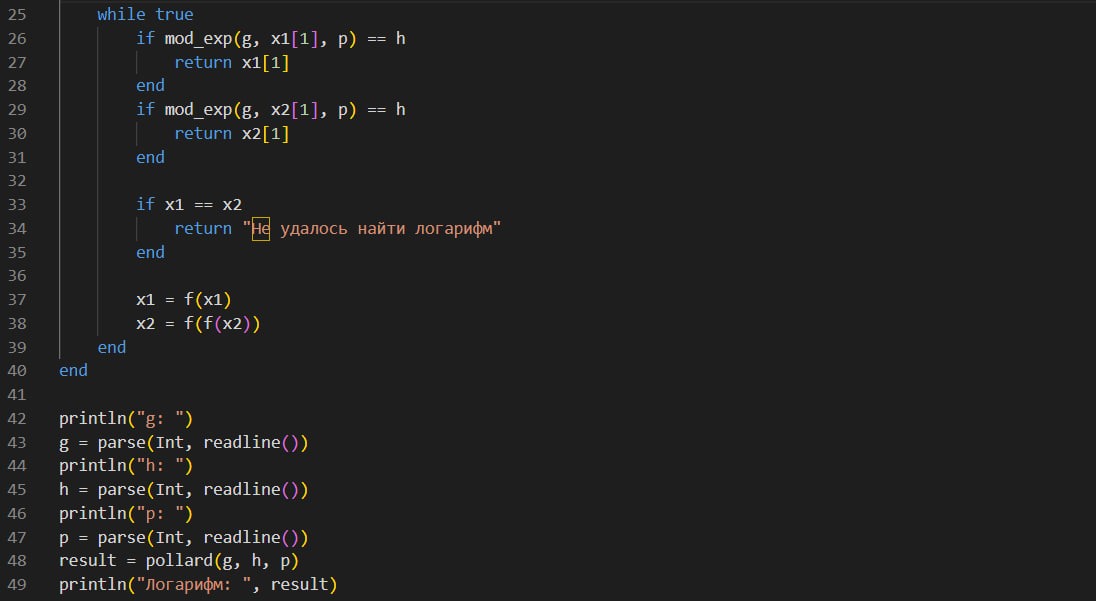 25 while true
26 if mod_exp(g, x1[1], p) == h
27 return x1[1]
28 end
29 if mod_exp(g, x2[1], p) == h
30 return x2[1]
31 end
32
33 if x1 == x2
34 return "Не удалось найти логарифм"
35 end
36
37 x1 = f(x1)
38 x2 = f(f(x2))
39 end
40 end
41
42 println("g: ")
43 g = parse(Int, readline())
44 println("h: ")
45 h = parse(Int, readline())
46 println("p: ")
47 p = parse(Int, readline())
48 result = pollard(g, h, p)
49 println("Логарифм: ", result)